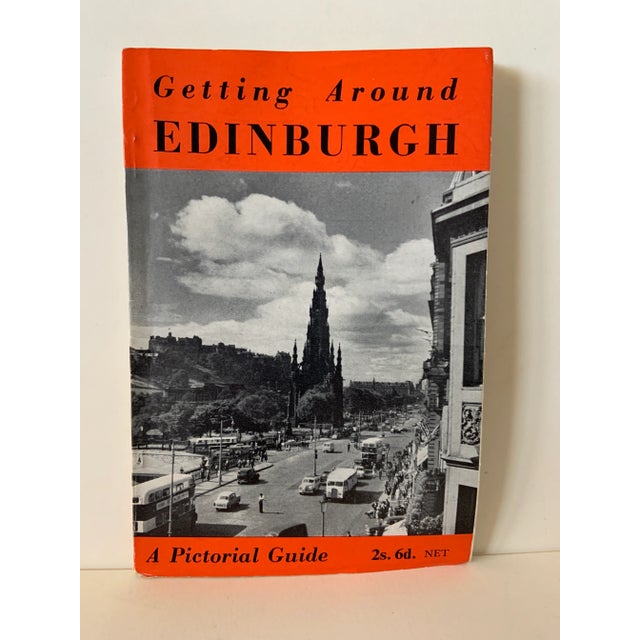 Getting Around
EDINBURGH
A Pictorial Guide 2s. 6d. NET